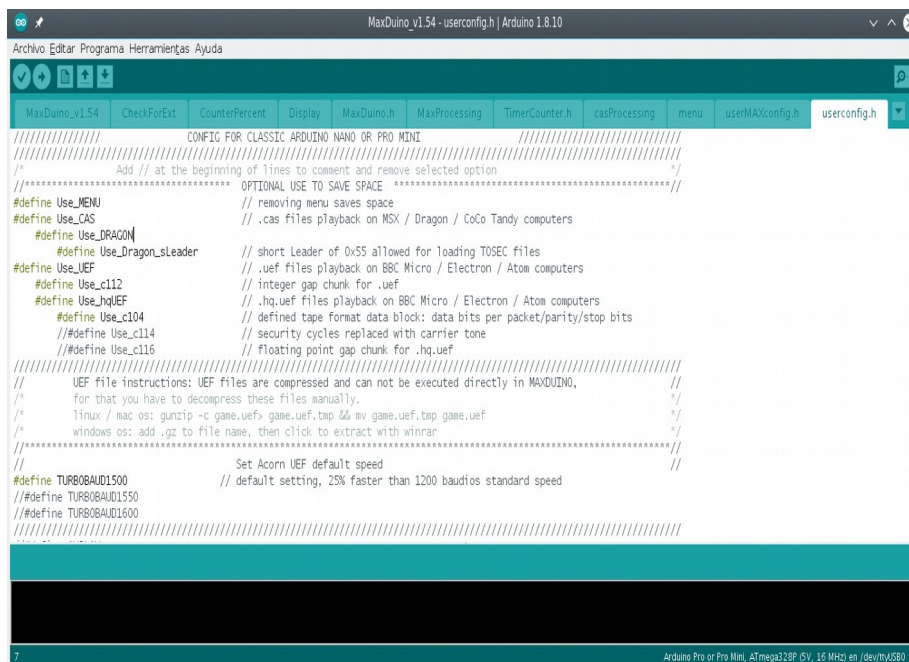 MaxDuino_v1.54 - userconfig.h | Arduino 1.8.10
Archivo Editar Programa Herramientas Ayuda
MaxDuino_v1.54 CheckForExt CounterPercent Display MaxDuino.h MaxProcessing TimerCounter.h casProcessing menu userMAXconfig.h userconfig.h
//////////////// CONFIG FOR CLASSIC ARDUINO NANO OR PRO MINI ///////////////////////////////
/////////////////////////////////////////////////////////////////////////////////////////////////////////////////////////////
/* Add // at the beginning of lines to comment and remove selected option */
//************************************** OPTIONAL USE TO SAVE SPACE ***************************************************//
#define Use_MENU // removing menu saves space
#define Use_CAS // .cas files playback on MSX / Dragon / CoCo Tandy computers
#define Use_DRAGON
#define Use_Dragon_sLeader // short Leader of 0x55 allowed for loading TOSEC files
#define Use_UEF // .uef files playback on BBC Micro / Electron / Atom computers
#define Use_c112 // integer gap chunk for .uef
#define Use_hqUEF // .hq.uef files playback on BBC Micro / Electron / Atom computers
#define Use_c104 // defined tape format data block: data bits per packet/parity/stop bits
//#define Use_c114 // security cycles replaced with carrier tone
//#define Use_c116 // floating point gap chunk for .hq.uef
/////////////////////////////////////////////////////////////////////////////////////////////////////////////////////////////
// UEF file instructions: UEF files are compressed and can not be executed directly in MAXDUINO, //
/* for that you have to decompress these files manually. */
/* linux / mac os: gunzip -c game.uef> game.uef.tmp && mv game.uef.tmp game.uef */
/* windows os: add .gz to file name, then click to extract with winrar */
//*********************************************************************************************************************//
// Set Acorn UEF default speed //
#define TURBOBAUD1500 // default setting, 25% faster than 1200 baudios standard speed
//#define TURBOBAUD1550
//#define TURBOBAUD1600
/////////////////////////////////////////////////////////////////////////////////////////////////////////////////////////////
7 Arduino Pro or Pro Mini, ATmega328P (5V, 16 MHz) en /dev/ttyUSB0